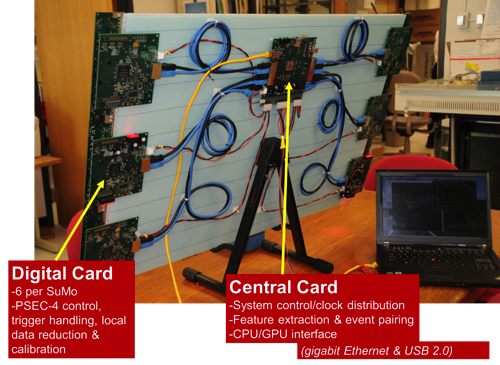 Digital Card
-6 per SuMo
-PSEC-4 control,
trigger handling, local
data reduction &
calibration
Central Card
-System control/clock distribution
-Feature extraction & event pairing
-CPU/GPU interface
(gigabit Ethernet & USB 2.0)